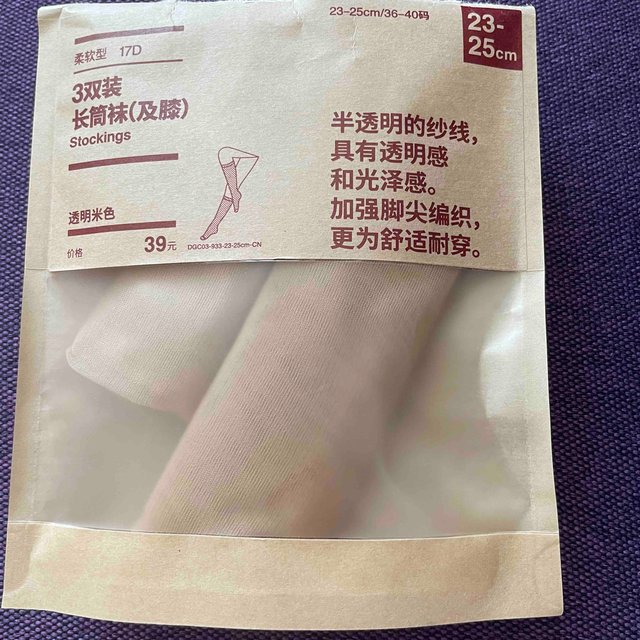 23-25cm/36-40码
23-
25cm
柔软型 17D
3双装
长筒袜(及膝)
Stockings
透明米色
价格 39元
DGC03-933-23-25cm-CN
半透明的纱线，
具有透明感
和光泽感。
加强脚尖编织，
更为舒适耐穿。